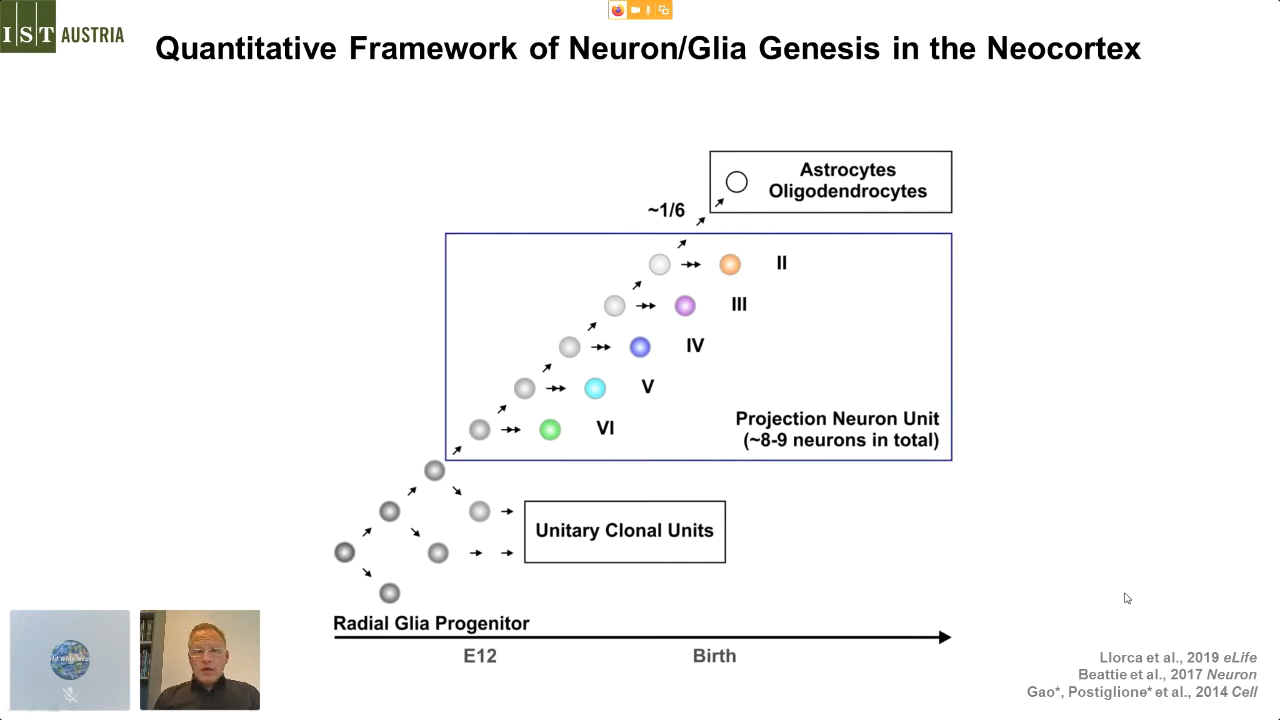 IST AUSTRIA
Quantitative Framework of Neuron/Glia Genesis in the Neocortex
Astrocytes
Oligodendrocytes
~1/6
II
III
IV
V
VI
Projection Neuron Unit
(~8-9 neurons in total)
Unitary Clonal Units
Radial Glia Progenitor
E12
Birth
Llorca et al., 2019 eLife
Beattie et al., 2017 Neuron
Gao*, Postiglione* et al., 2014 Cell